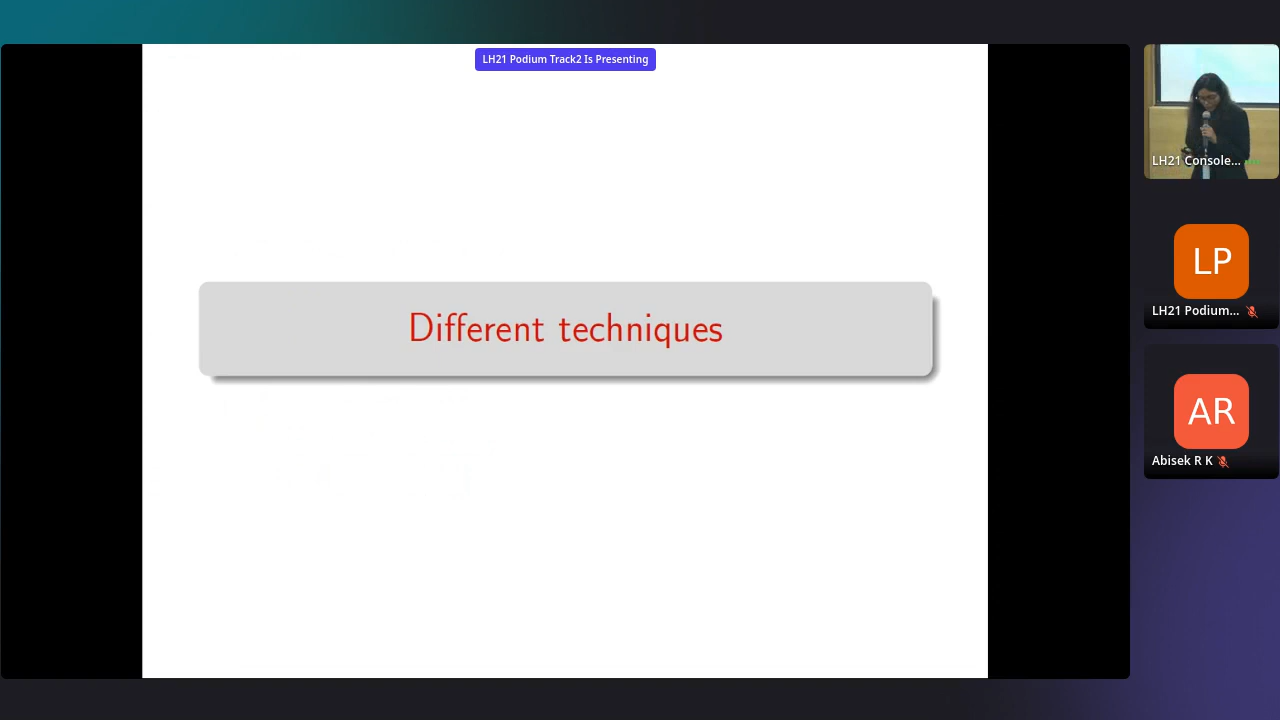 LH21 Podium Track2 Is Presenting
Different techniques
LH21 Console...
LP
LH21 Podium...
AR
Abisek R K